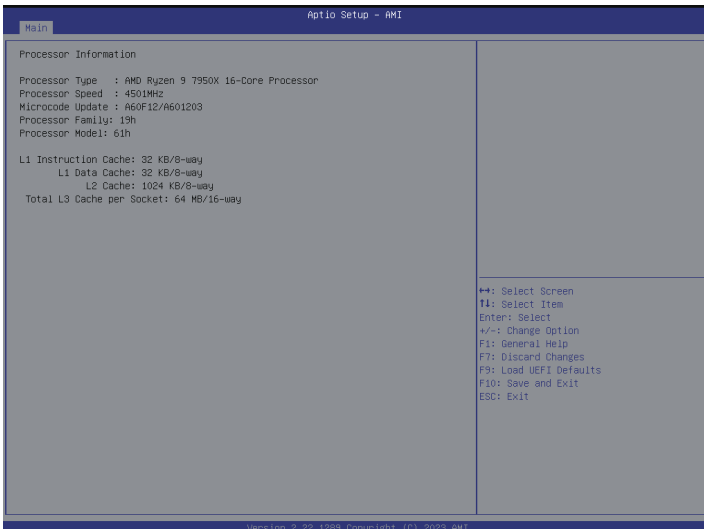 Aptio Setup - AMI
Main
Processor Information
Processor Type : AMD Ryzen 9 7950X 16-Core Processor
Processor Speed : 4501MHz
Microcode Update : A60F12/A601203
Processor Family: 19h
Processor Model: 61h
L1 Instruction Cache: 32 KB/8-way
L1 Data Cache: 32 KB/8-way
L2 Cache: 1024 KB/8-way
Total L3 Cache per Socket: 64 MB/16-way
↔: Select Screen
↑↓: Select Item
Enter: Select
+/-: Change Option
F1: General Help
F7: Discard Changes
F9: Load UEFI Defaults
F10: Save and Exit
ESC: Exit
Version 2.22.1289 Copyright (C) 2023 AMI